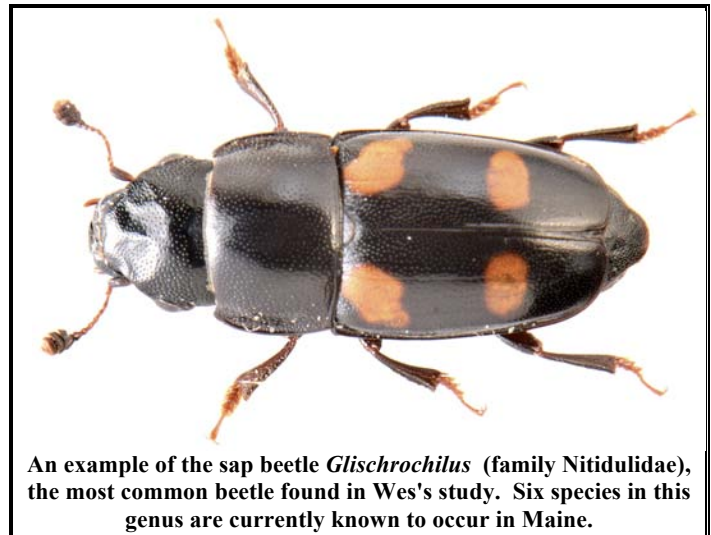 An example of the sap beetle Glischrochilus (family Nitidulidae),
the most common beetle found in Wes's study. Six species in this
genus are currently known to occur in Maine.